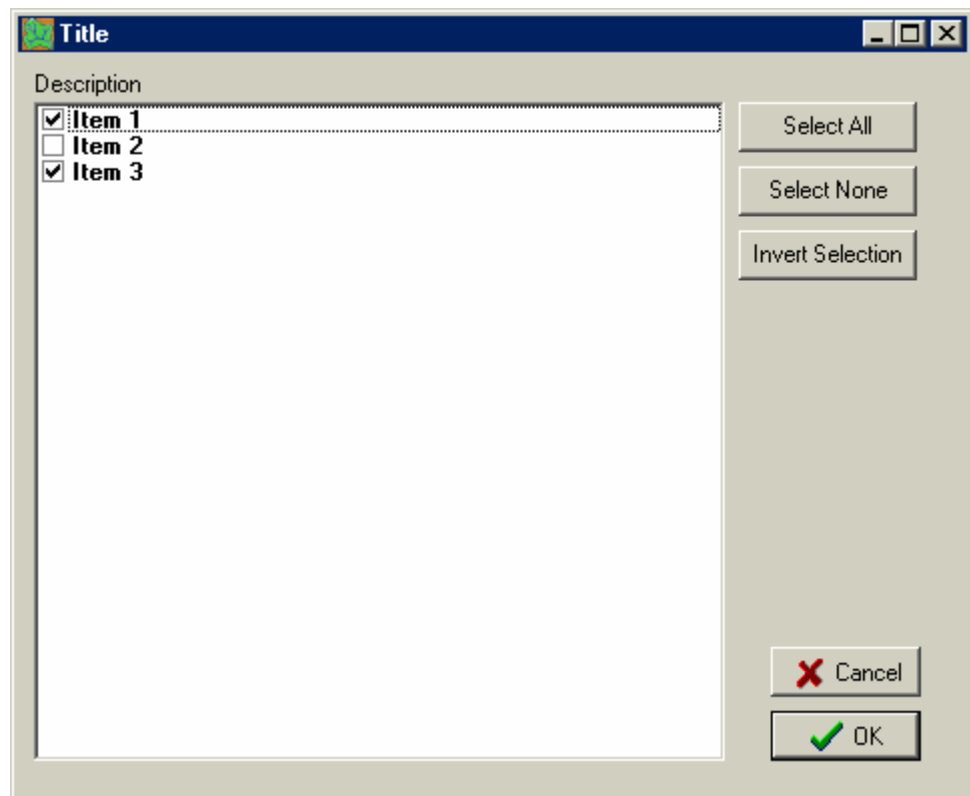 Title
Description
Item 1
Item 2
Item 3
Select All
Select None
Invert Selection
Cancel
OK